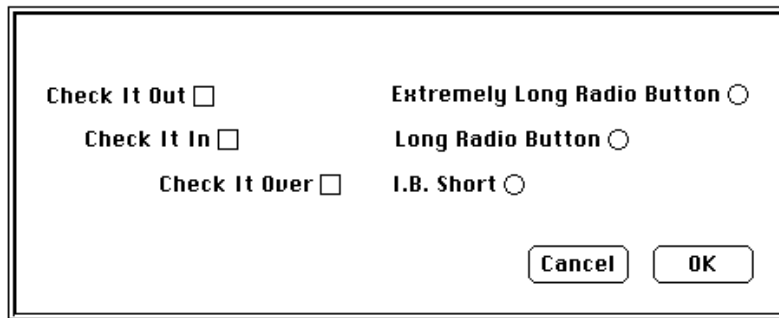 Check It Out Extremely Long Radio Button
Check It In Long Radio Button
Check It Over I.B. Short
Cancel OK